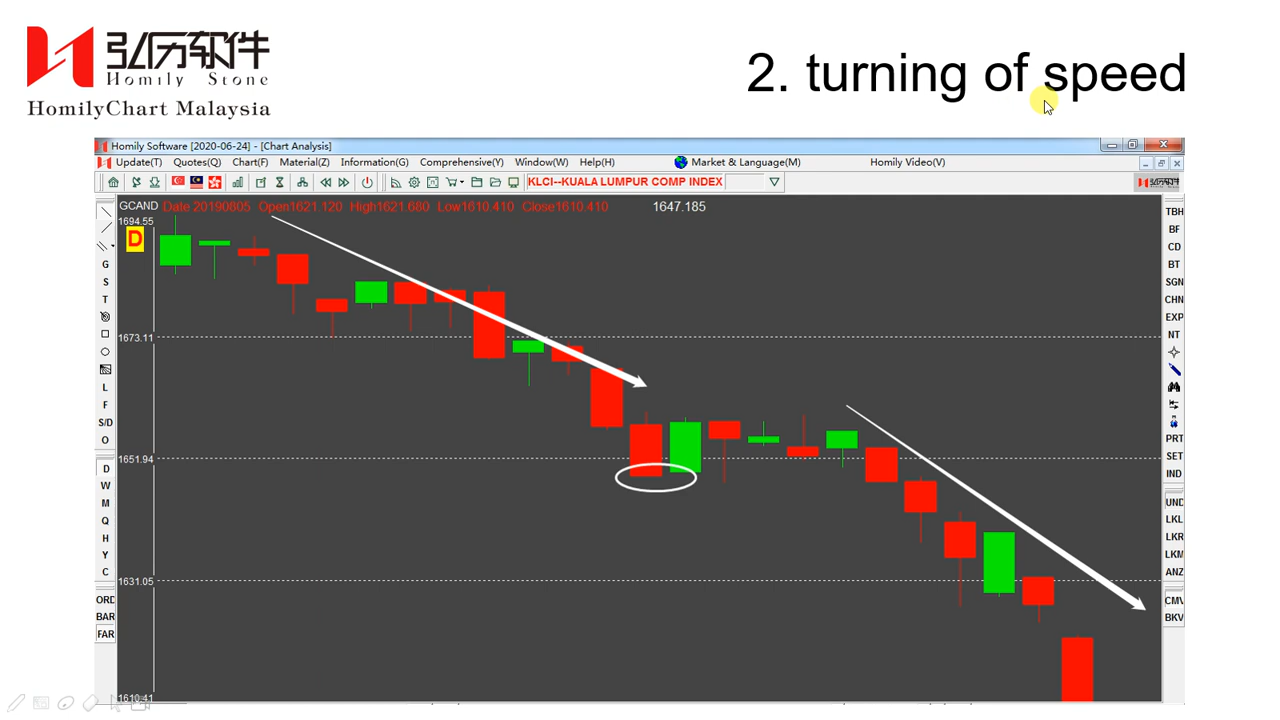 弘历软件
Homily Stone
HomilyChart Malaysia
2. turning of speed
Homily Software [2020-06-24] - [Chart Analysis]
Update(T) Quotes(Q) Chart(F) Material(Z) Information(G) Comprehensive(Y) Window(W) Help(H) Market & Language(M) Homily Video(V)
KLCI--KUALA LUMPUR COMP INDEX
GCAND Date 20190805 Open1621.120 High1621.680 Low1610.410 Close1610.410 1647.185
1694.55
D
1673.11
1651.94
1631.05
1610.41
G
S
T
L
F
S/D
O
D
W
M
Q
H
Y
C
ORD
BAR
FAR
TBH
BF
CD
BT
SGN
CHN
EXP
NT
PRT
SET
IND
UND
LKL
LKR
LKM
ANZ
CMV
BKV